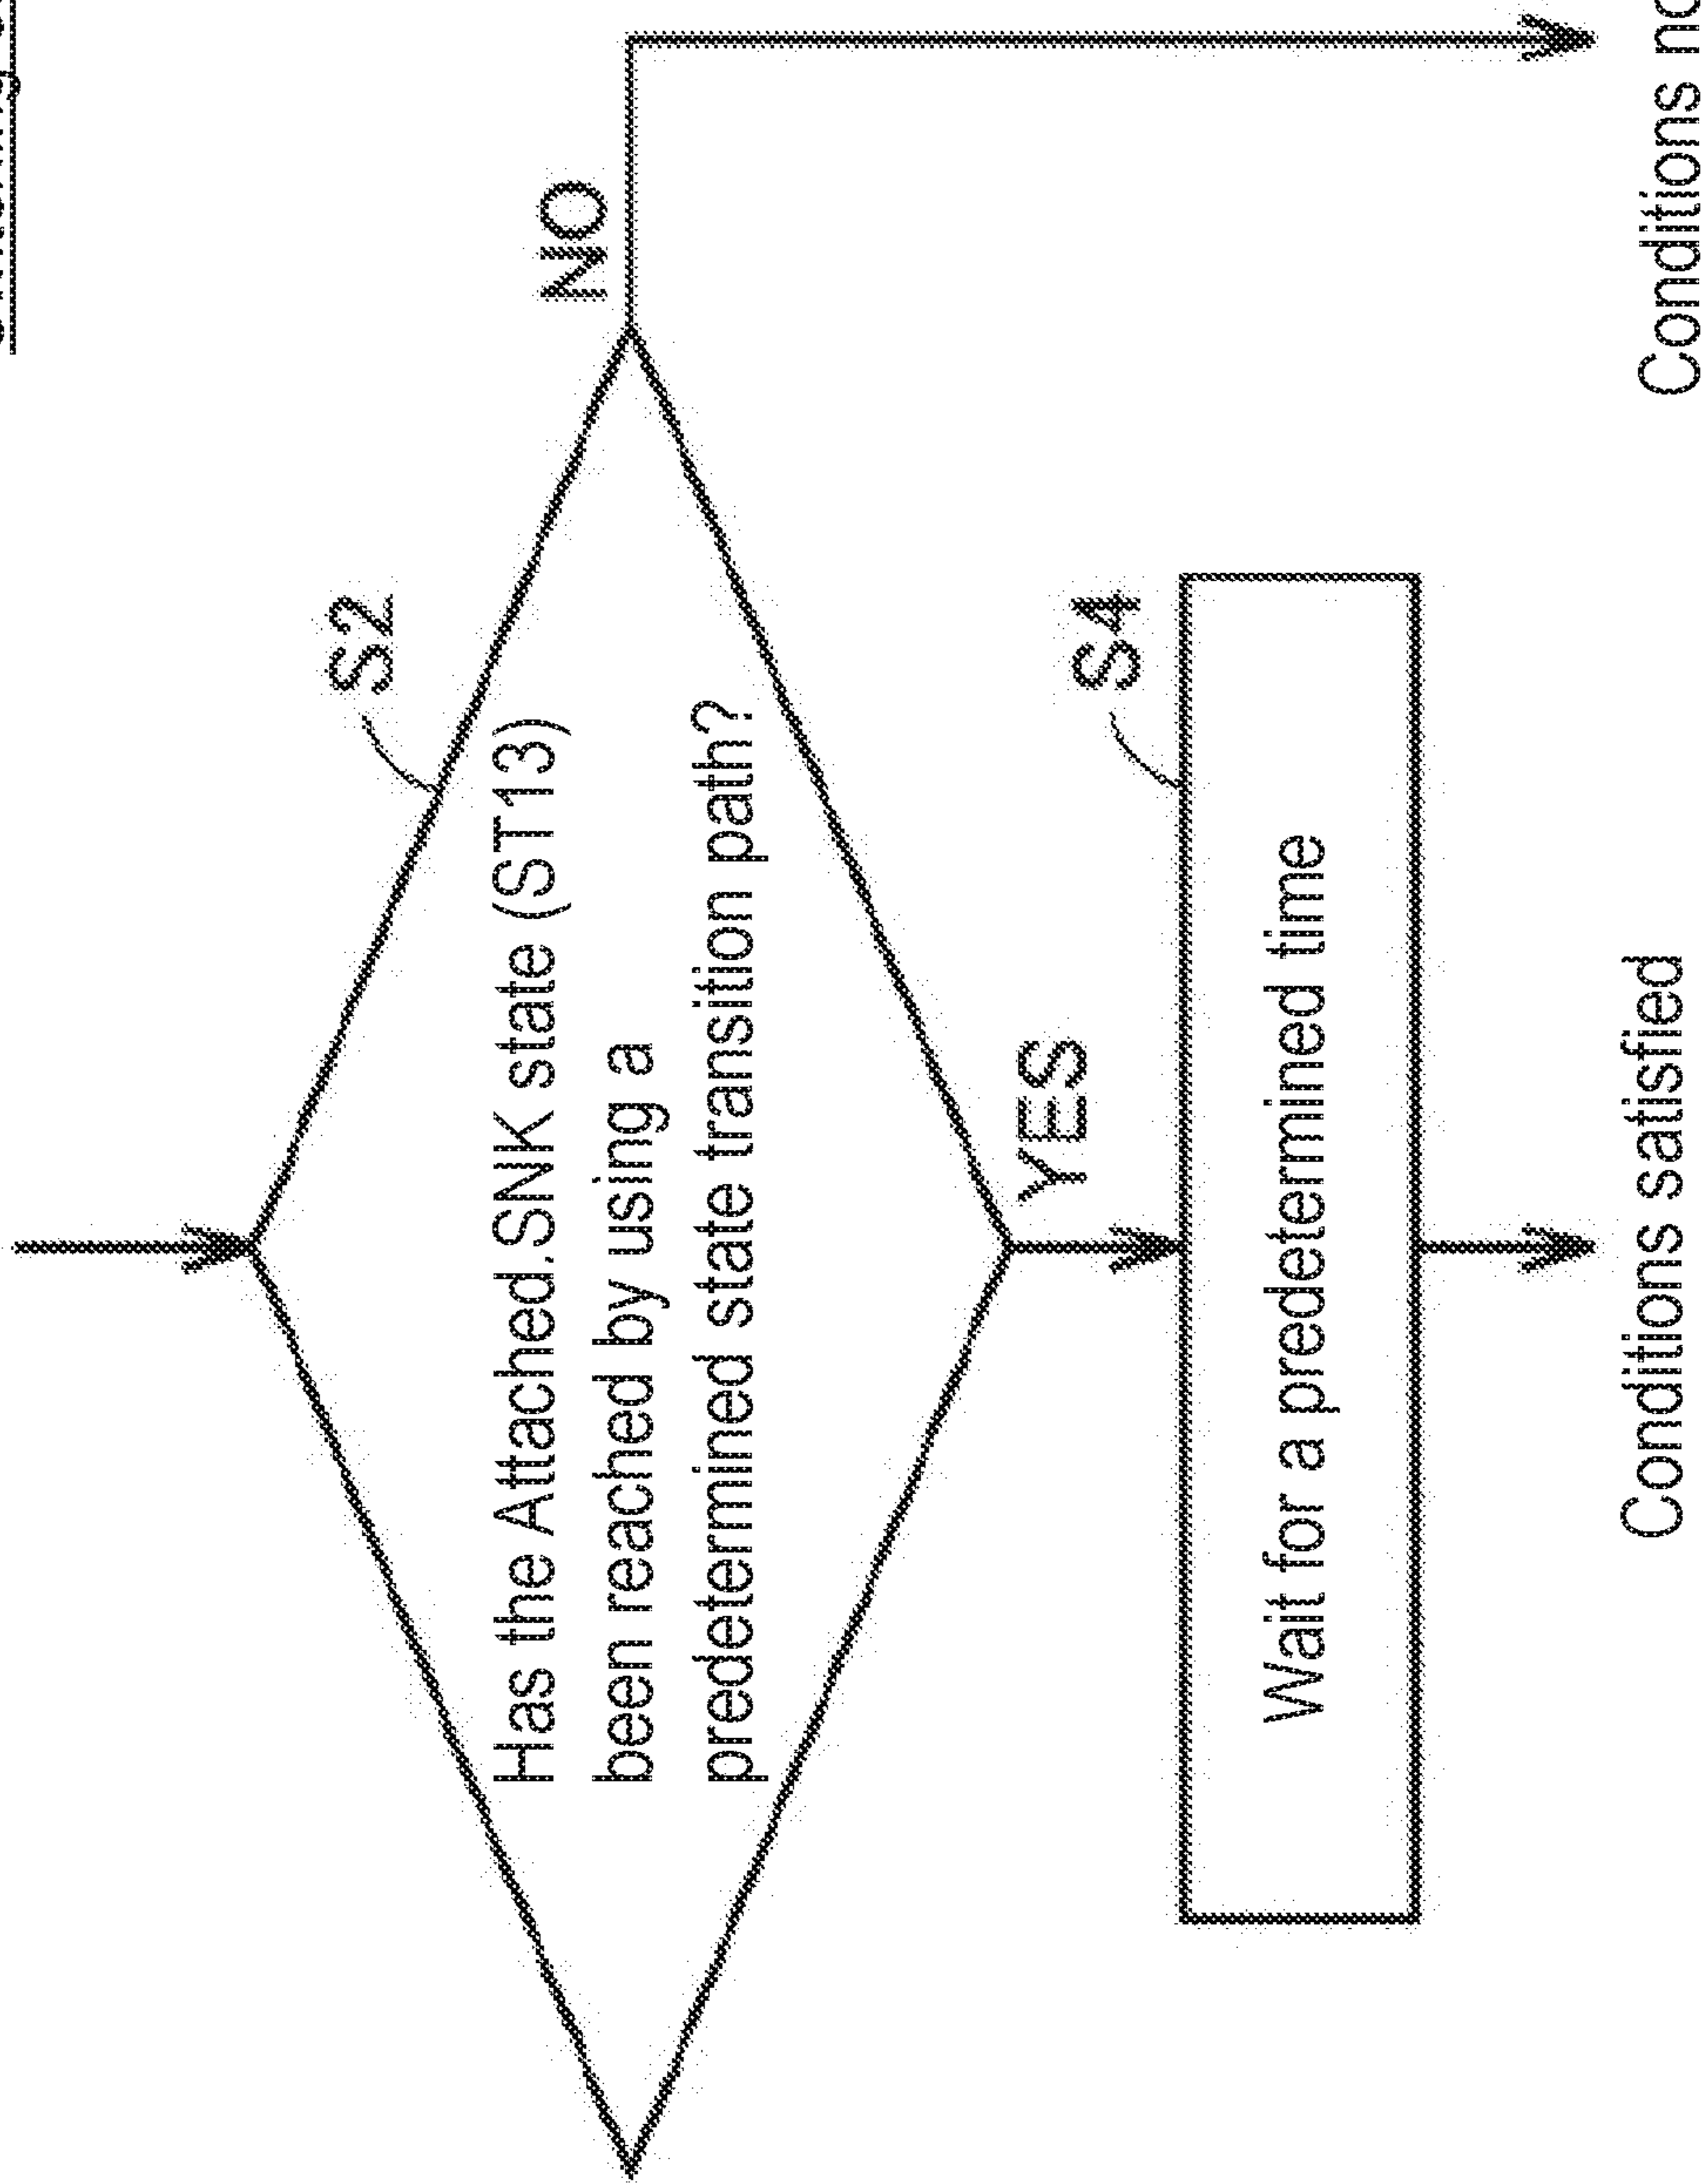 S2
Has the Attached.SNK state (ST13)
been reached by using a
predetermined state transition path?
NO
YES
S4
Wait for a predetermined time
Conditions satisfied
Conditions